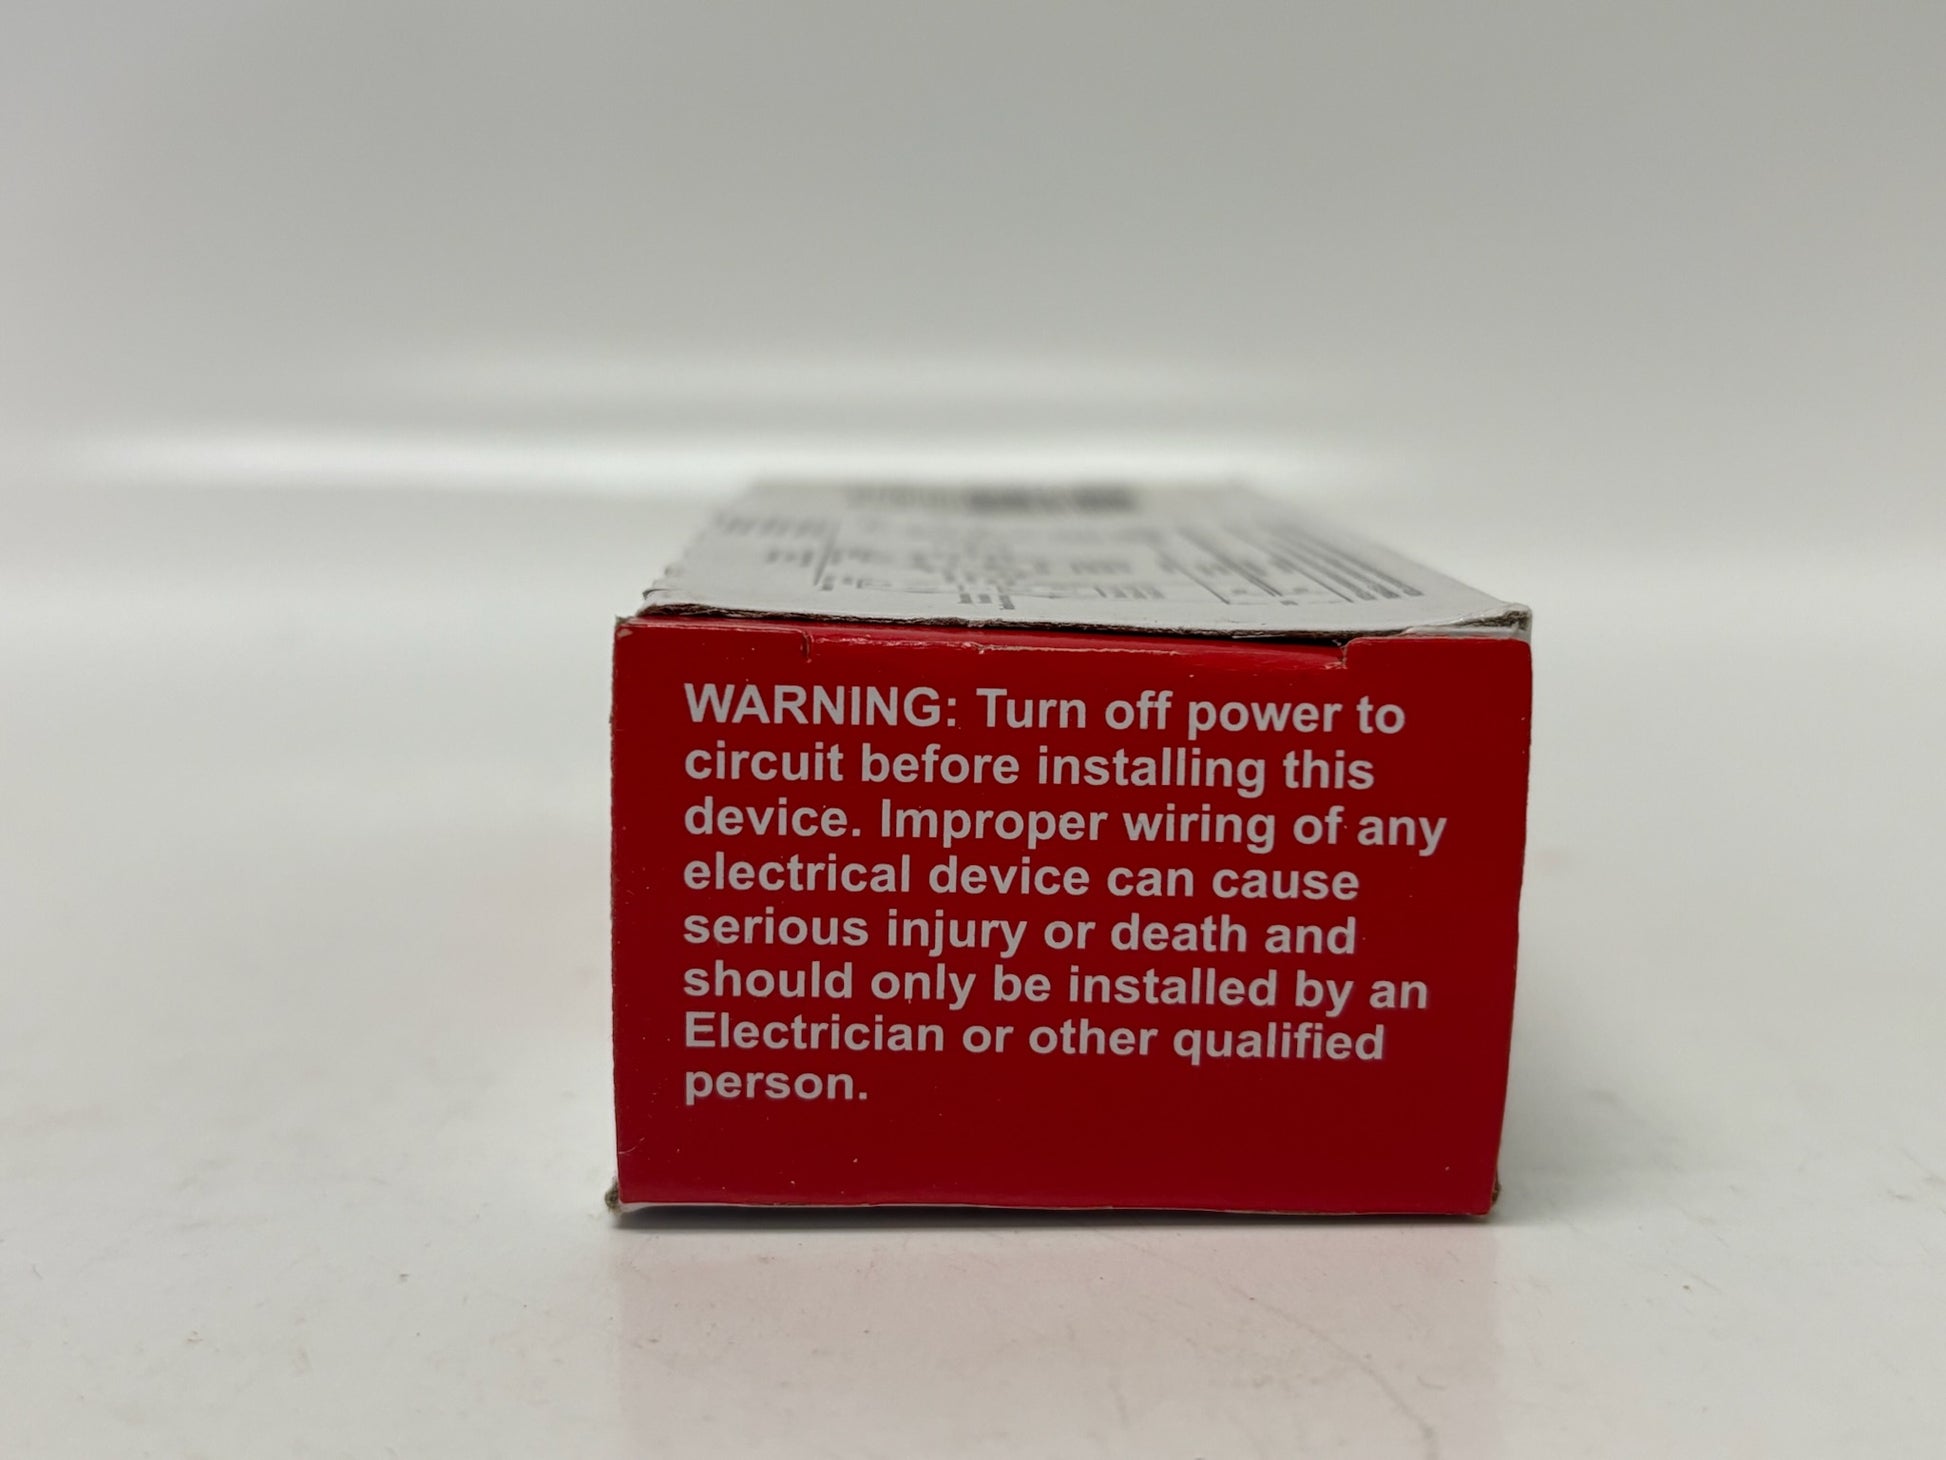 WARNING: Turn off power to
circuit before installing this
device. Improper wiring of any
electrical device can cause
serious injury or death and
should only be installed by an
Electrician or other qualified
person.